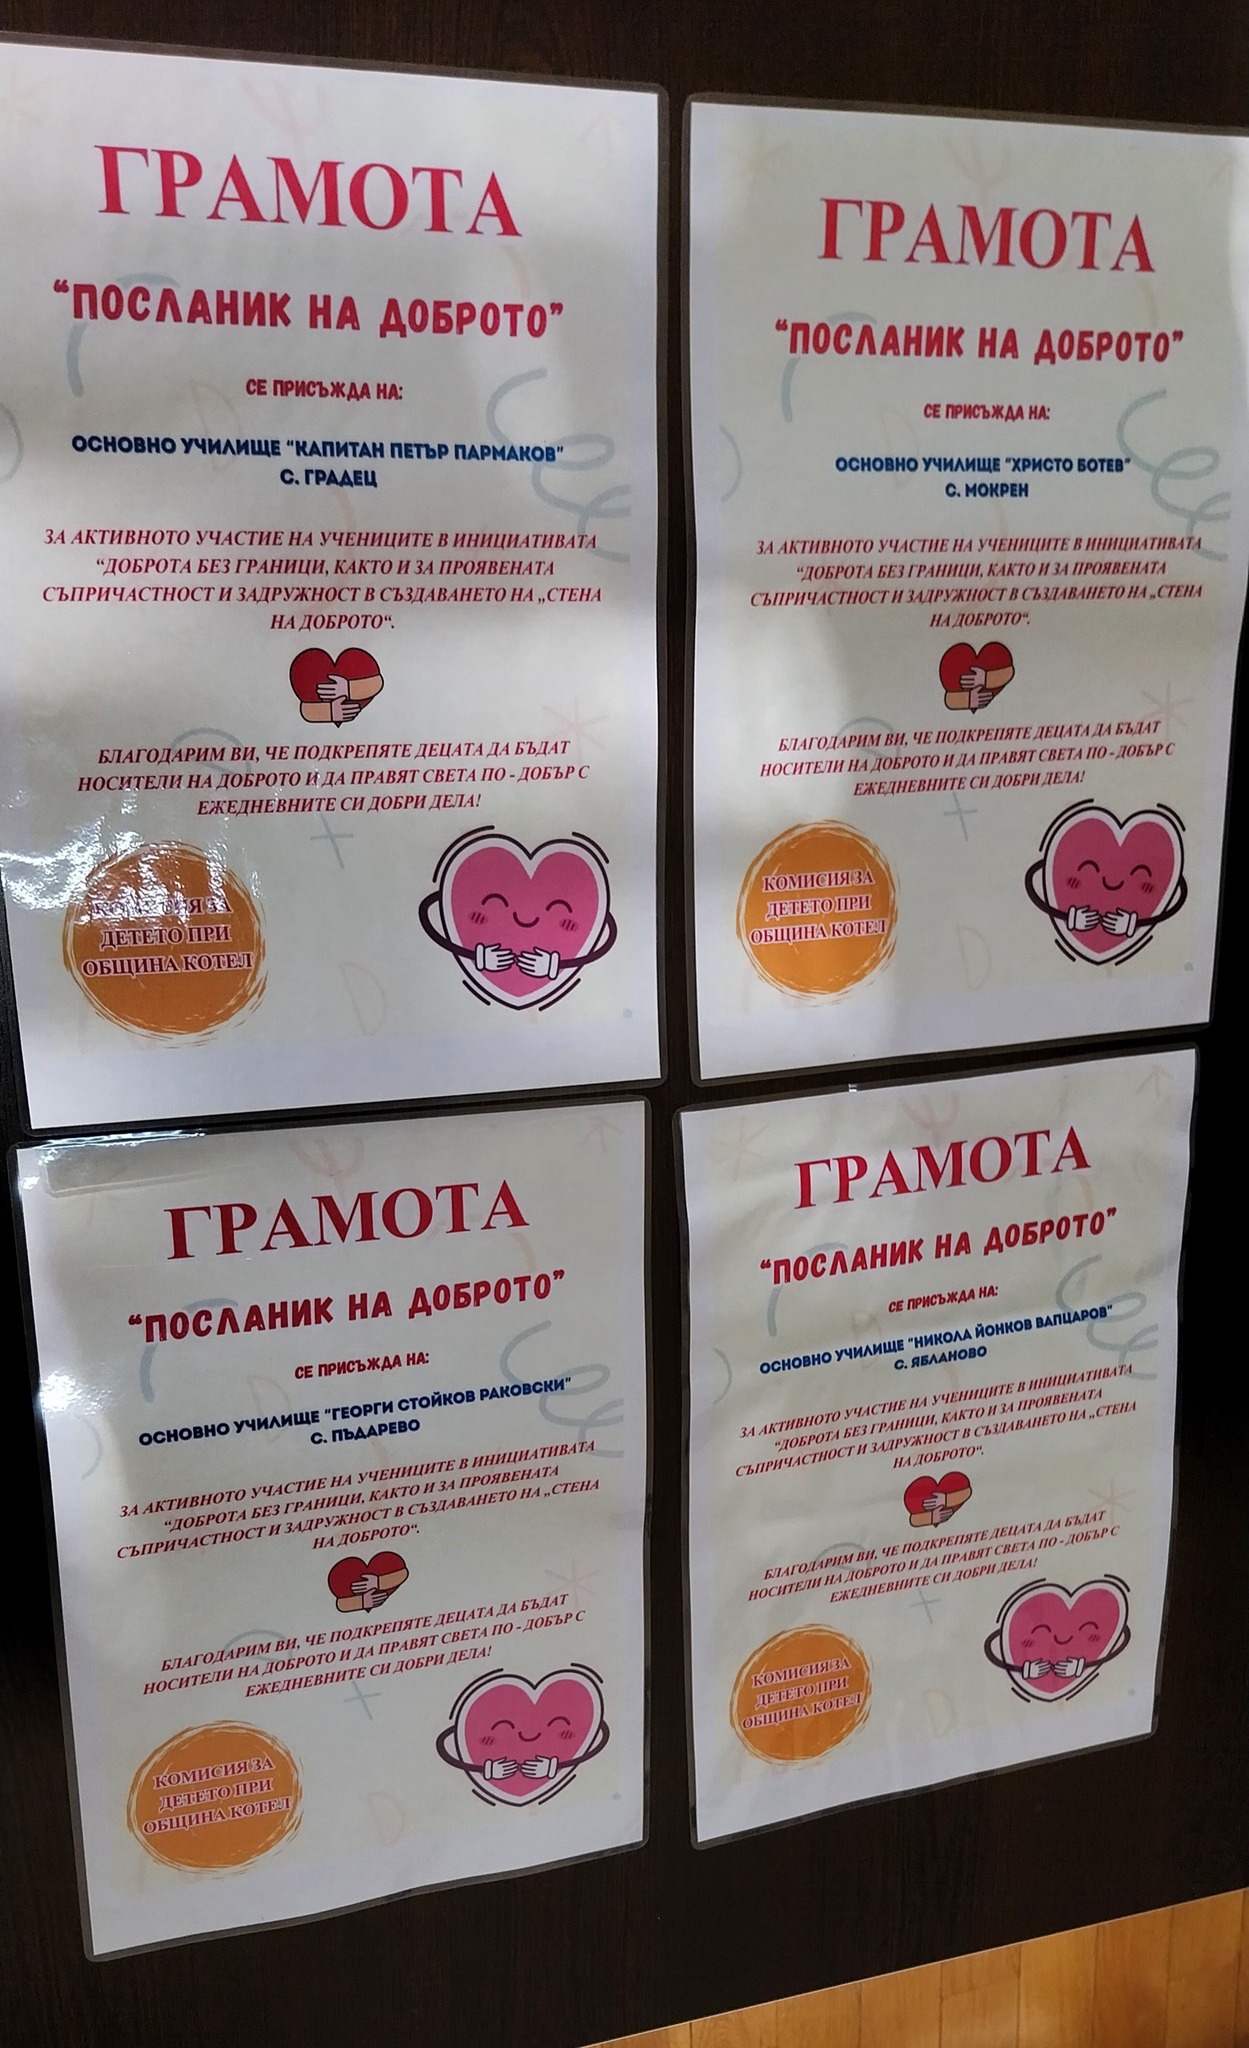 ГРАМОТА
“ПОСЛАНИК НА ДОБРОТО”
СЕ ПРИСЪЖДА НА:
ОСНОВНО УЧИЛИЩЕ “КАПИТАН ПЕТЪР ПАРМАКОВ”
С. ГРАДЕЦ
ЗА АКТИВНОТО УЧАСТИЕ НА УЧЕНИЦИТЕ В ИНИЦИАТИВАТА
“ДОБРОТА БЕЗ ГРАНИЦИ, КАКТО И ЗА ПРОЯВЕНАТА
СЪПРИЧАСТНОСТ И ЗАДРУЖНОСТ В СЪЗДАВАНЕТО НА „СТЕНА
НА ДОБРОТО“.
БЛАГОДАРИМ ВИ, ЧЕ ПОДКРЕПЯТЕ ДЕЦАТА ДА БЪДАТ
НОСИТЕЛИ НА ДОБРОТО И ДА ПРАВЯТ СВЕТА ПО - ДОБЪР С
ЕЖЕДНЕВНИТЕ СИ ДОБРИ ДЕЛА!
КОМИСИЯ ЗА
ДЕТЕТО ПРИ
ОБЩИНА КОТЕЛ
ГРАМОТА
“ПОСЛАНИК НА ДОБРОТО”
СЕ ПРИСЪЖДА НА:
ОСНОВНО УЧИЛИЩЕ “ХРИСТО БОТЕВ”
С. МОКРЕН
ЗА АКТИВНОТО УЧАСТИЕ НА УЧЕНИЦИТЕ В ИНИЦИАТИВАТА
“ДОБРОТА БЕЗ ГРАНИЦИ, КАКТО И ЗА ПРОЯВЕНАТА
СЪПРИЧАСТНОСТ И ЗАДРУЖНОСТ В СЪЗДАВАНЕТО НА „СТЕНА
НА ДОБРОТО“.
БЛАГОДАРИМ ВИ, ЧЕ ПОДКРЕПЯТЕ ДЕЦАТА ДА БЪДАТ
НОСИТЕЛИ НА ДОБРОТО И ДА ПРАВЯТ СВЕТА ПО - ДОБЪР С
ЕЖЕДНЕВНИТЕ СИ ДОБРИ ДЕЛА!
КОМИСИЯ ЗА
ДЕТЕТО ПРИ
ОБЩИНА КОТЕЛ
ГРАМОТА
“ПОСЛАНИК НА ДОБРОТО”
СЕ ПРИСЪЖДА НА:
ОСНОВНО УЧИЛИЩЕ “ГЕОРГИ СТОЙКОВ РАКОВСКИ”
С. ПЪДАРЕВО
ЗА АКТИВНОТО УЧАСТИЕ НА УЧЕНИЦИТЕ В ИНИЦИАТИВАТА
“ДОБРОТА БЕЗ ГРАНИЦИ, КАКТО И ЗА ПРОЯВЕНАТА
СЪПРИЧАСТНОСТ И ЗАДРУЖНОСТ В СЪЗДАВАНЕТО НА „СТЕНА
НА ДОБРОТО“.
БЛАГОДАРИМ ВИ, ЧЕ ПОДКРЕПЯТЕ ДЕЦАТА ДА БЪДАТ
НОСИТЕЛИ НА ДОБРОТО И ДА ПРАВЯТ СВЕТА ПО - ДОБЪР С
ЕЖЕДНЕВНИТЕ СИ ДОБРИ ДЕЛА!
КОМИСИЯ ЗА
ДЕТЕТО ПРИ
ОБЩИНА КОТЕЛ
ГРАМОТА
“ПОСЛАНИК НА ДОБРОТО”
СЕ ПРИСЪЖДА НА:
ОСНОВНО УЧИЛИЩЕ “НИКОЛА ЙОНКОВ ВАПЦАРОВ”
С. ЯБЛАНОВО
ЗА АКТИВНОТО УЧАСТИЕ НА УЧЕНИЦИТЕ В ИНИЦИАТИВАТА
“ДОБРОТА БЕЗ ГРАНИЦИ, КАКТО И ЗА ПРОЯВЕНАТА
СЪПРИЧАСТНОСТ И ЗАДРУЖНОСТ В СЪЗДАВАНЕТО НА „СТЕНА
НА ДОБРОТО“.
БЛАГОДАРИМ ВИ, ЧЕ ПОДКРЕПЯТЕ ДЕЦАТА ДА БЪДАТ
НОСИТЕЛИ НА ДОБРОТО И ДА ПРАВЯТ СВЕТА ПО - ДОБЪР С
ЕЖЕДНЕВНИТЕ СИ ДОБРИ ДЕЛА!
КОМИСИЯ ЗА
ДЕТЕТО ПРИ
ОБЩИНА КОТЕЛ